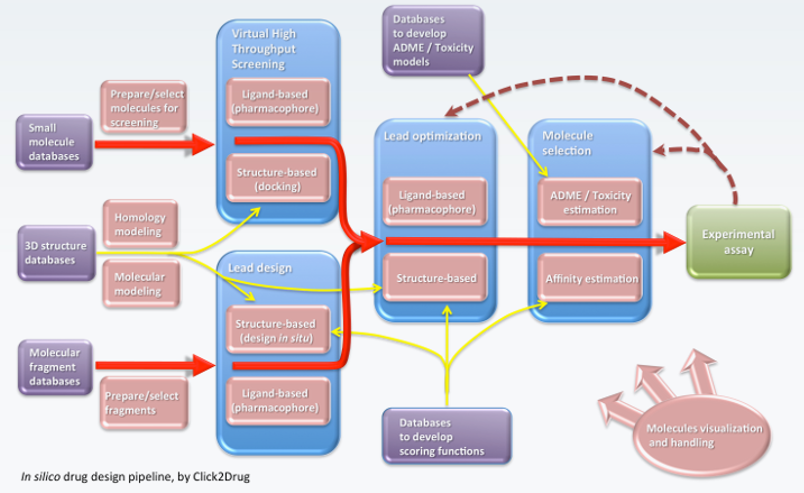 Virtual High
Throughput
Screening
Ligand-based
(pharmacophore)
Structure-based
(docking)
Databases
to develop
ADME / Toxicity
models
Prepare/select
molecules for
screening
Small
molecule
databases
Lead optimization
Ligand-based
(pharmacophore)
Structure-based
Molecule
selection
ADME / Toxicity
estimation
Affinity estimation
Experimental
assay
Homology
modeling
3D structure
databases
Molecular
modeling
Lead design
Structure-based
(design in situ)
Ligand-based
(pharmacophore)
Molecular
fragment
databases
Prepare/select
fragments
Databases
to develop
scoring functions
Molecules visualization
and handling
In silico drug design pipeline, by Click2Drug